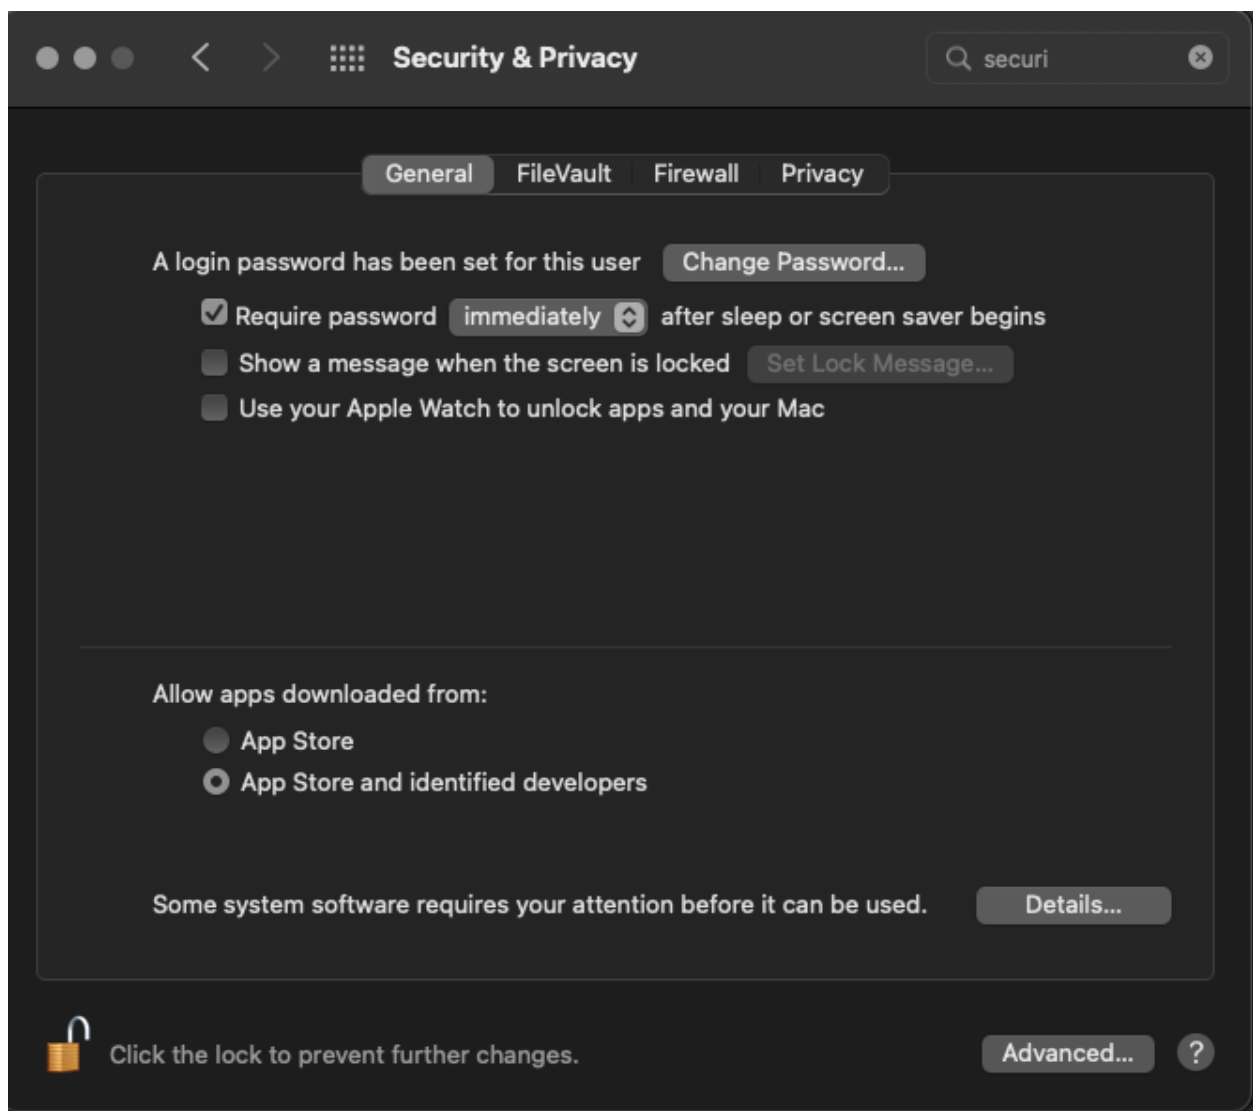 Security & Privacy
securi
General FileVault Firewall Privacy
A login password has been set for this user Change Password...
Require password immediately after sleep or screen saver begins
Show a message when the screen is locked Set Lock Message...
Use your Apple Watch to unlock apps and your Mac
Allow apps downloaded from:
App Store
App Store and identified developers
Some system software requires your attention before it can be used. Details...
Click the lock to prevent further changes. Advanced... ?